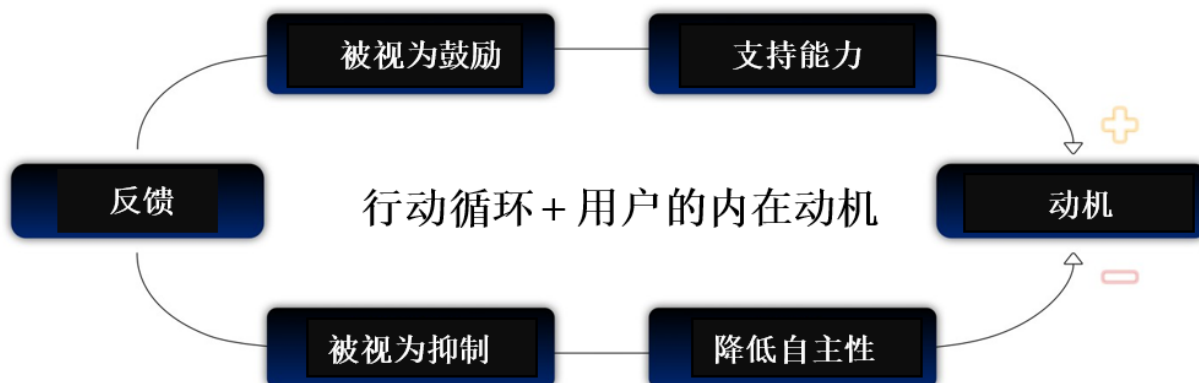 被视为鼓励
支持能力
反馈
行动循环+用户的内在动机
动机
被视为抑制
降低自主性